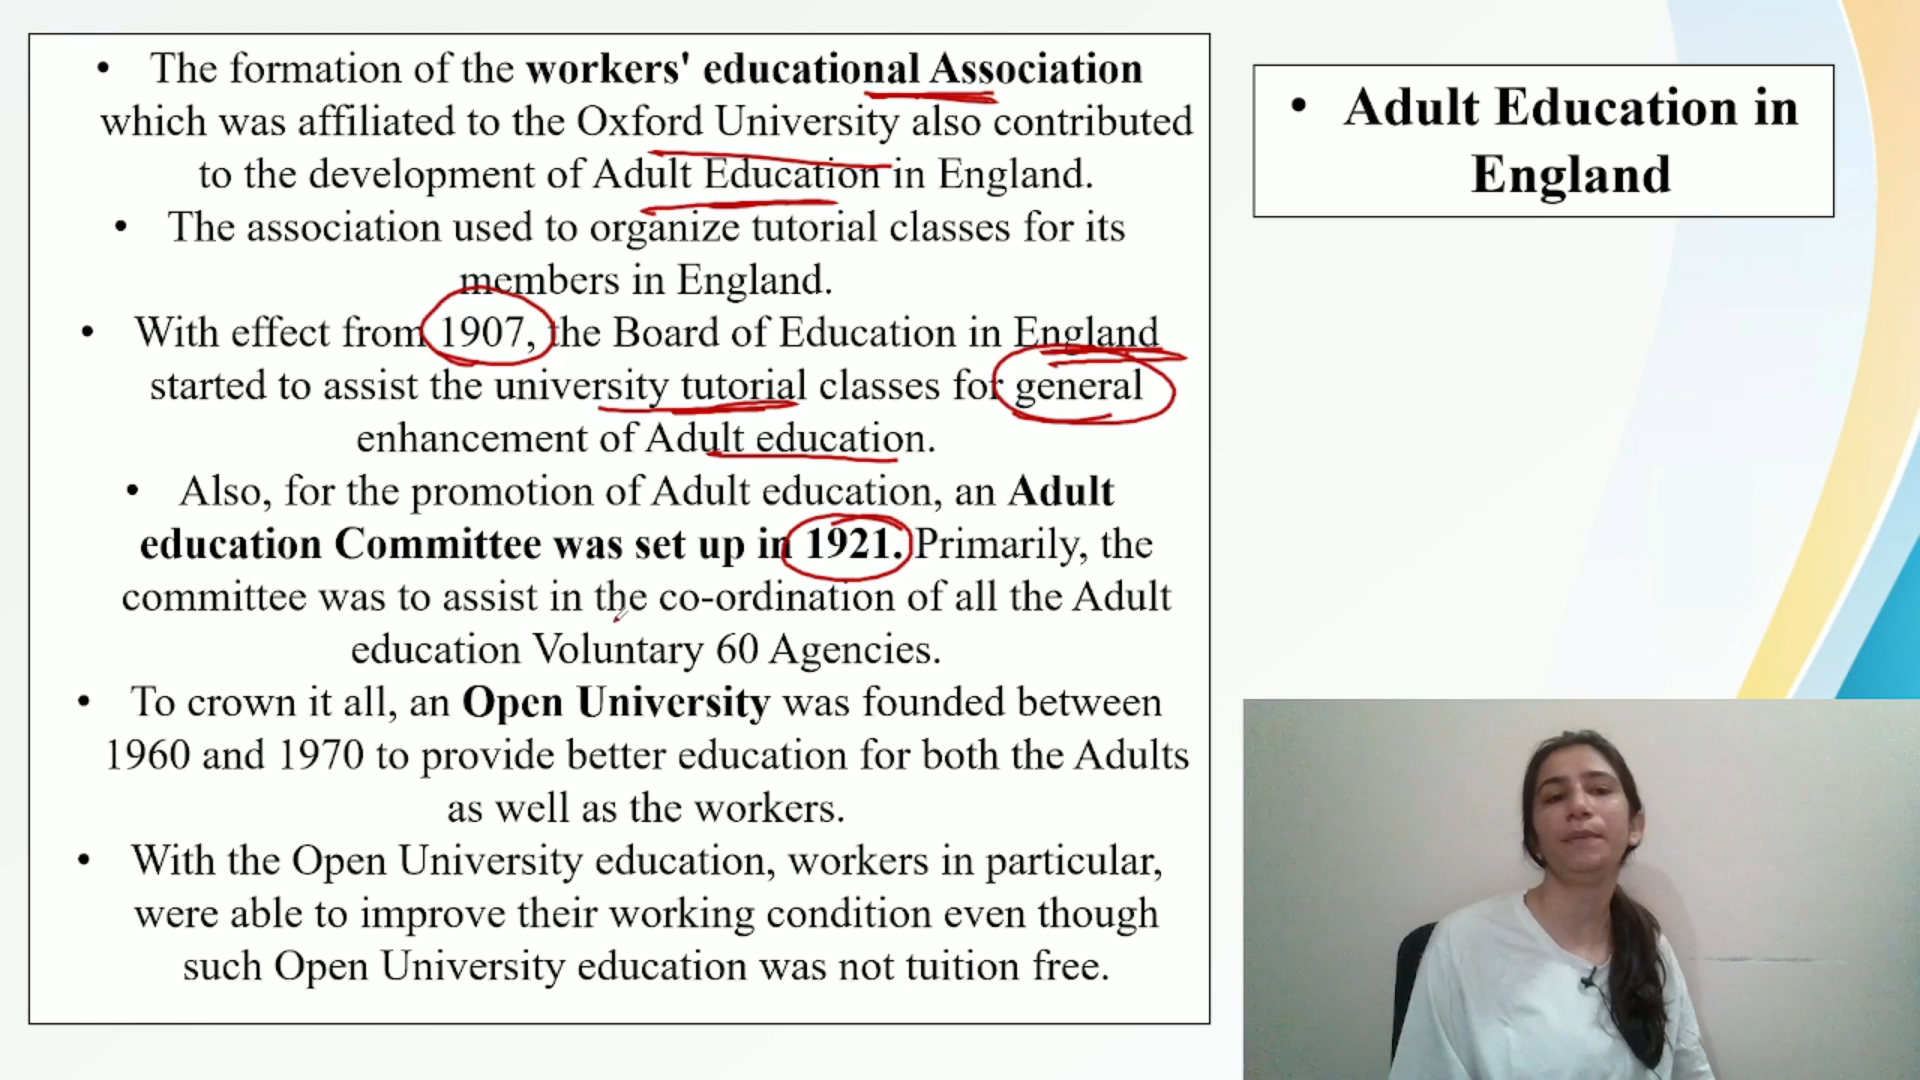 • The formation of the workers' educational Association
which was affiliated to the Oxford University also contributed
to the development of Adult Education in England.
• The association used to organize tutorial classes for its
members in England.
• With effect from 1907, the Board of Education in England
started to assist the university tutorial classes for general
enhancement of Adult education.
• Also, for the promotion of Adult education, an Adult
education Committee was set up in 1921. Primarily, the
committee was to assist in the co-ordination of all the Adult
education Voluntary 60 Agencies.
• To crown it all, an Open University was founded between
1960 and 1970 to provide better education for both the Adults
as well as the workers.
• With the Open University education, workers in particular,
were able to improve their working condition even though
such Open University education was not tuition free.
• Adult Education in
England